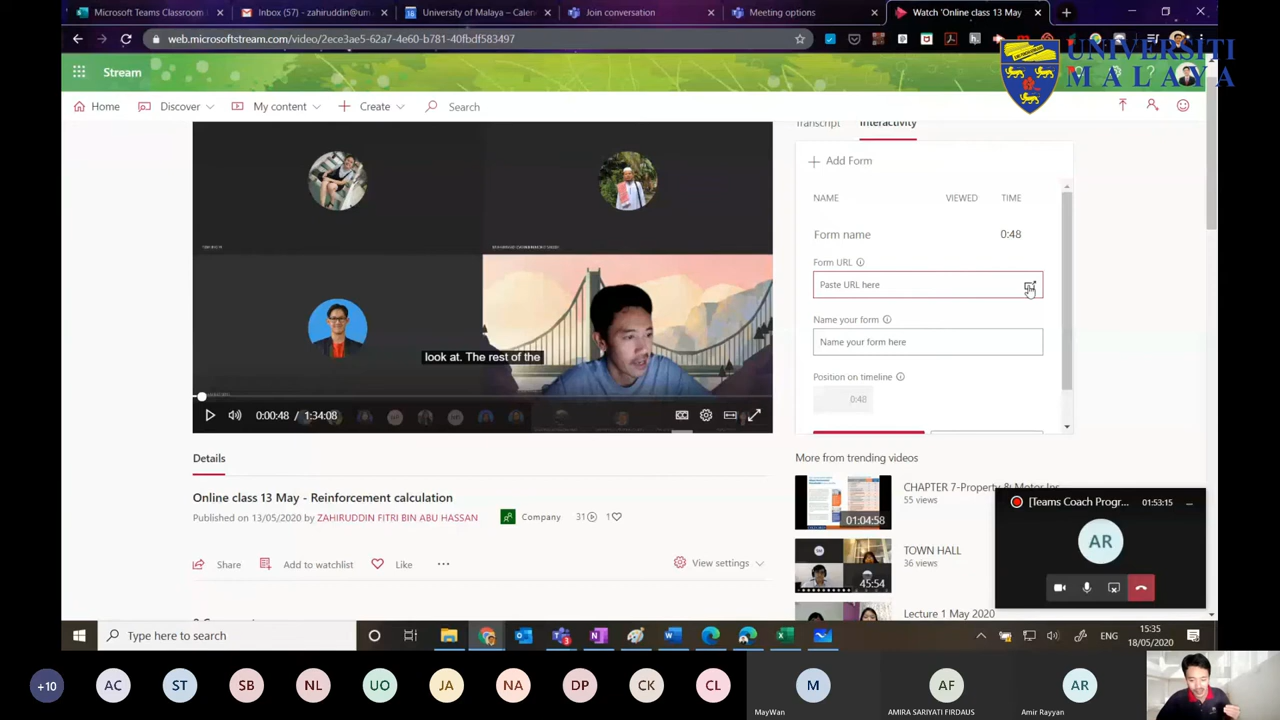 Microsoft Teams Classroom
Inbox (57) - zahiruddin@um
University of Malaya - Cale
Join conversation
Meeting options
Watch 'Online class 13 May
web.microsoftstream.com/video/2ece3ae5-62a7-4e60-b781-40fbdf583497
Stream
UNIVERSITI
MALAYA
Home
Discover
My content
Create
Search
Transcript
Interactivity
Add Form
NAME
VIEWED
TIME
Form name
0:48
Form URL
Paste URL here
Name your form
Name your form here
Position on timeline
0:48
look at. The rest of the
0:00:48 / 1:34:08
Details
Online class 13 May - Reinforcement calculation
Published on 13/05/2020 by ZAHIRUDDIN FITRI BIN ABU HASSAN
Company
31
1
Share
Add to watchlist
Like
View settings
More from trending videos
CHAPTER 7-Property & Motor Ins
55 views
01:04:58
TOWN HALL
36 views
45:54
Lecture 1 May 2020
[Teams Coach Progr...
01:53:15
AR
Type here to search
ENG
15:35
18/05/2020
+10
AC
ST
SB
NL
UO
JA
NA
DP
CK
CL
M
MayWan
AF
AMIRA SARIYATI FIRDAUS
AR
Amir Rayyan